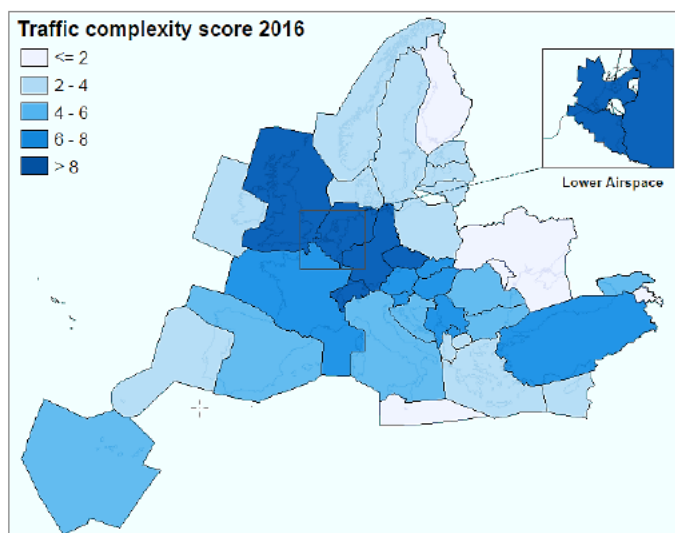 Traffic complexity score 2016
<= 2
2 - 4
4 - 6
6 - 8
> 8
Lower Airspace